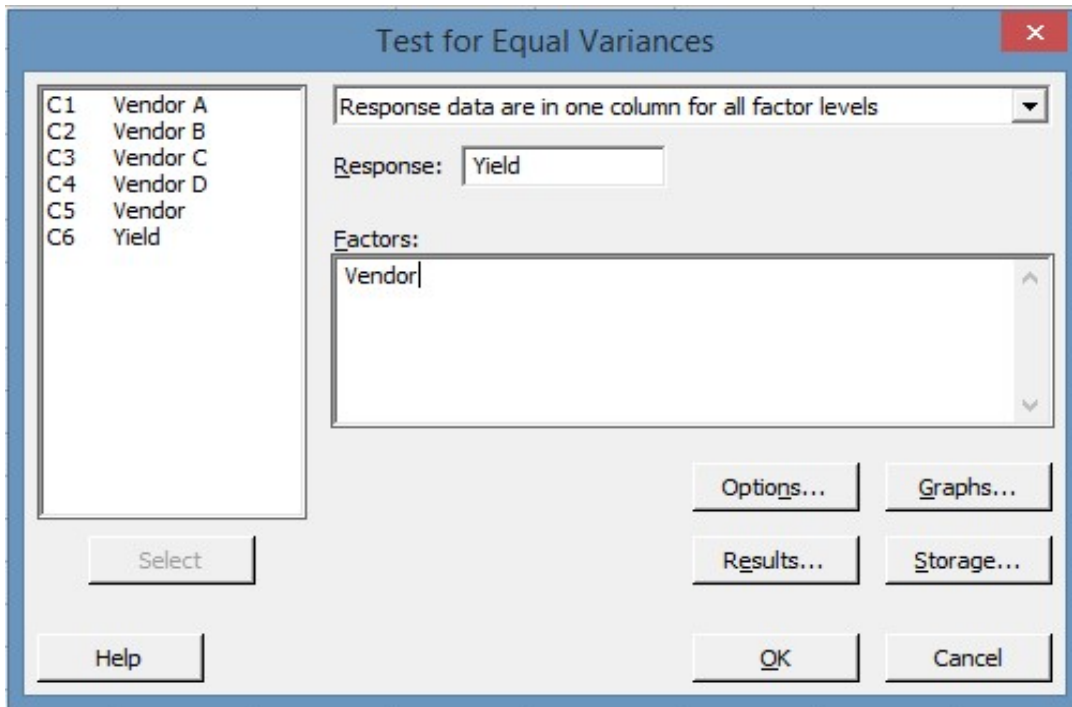 Test for Equal Variances
C1 Vendor A
C2 Vendor B
C3 Vendor C
C4 Vendor D
C5 Vendor
C6 Yield
Response data are in one column for all factor levels
Response: Yield
Factors:
Vendor
Options... Graphs...
Select Results... Storage...
Help OK Cancel